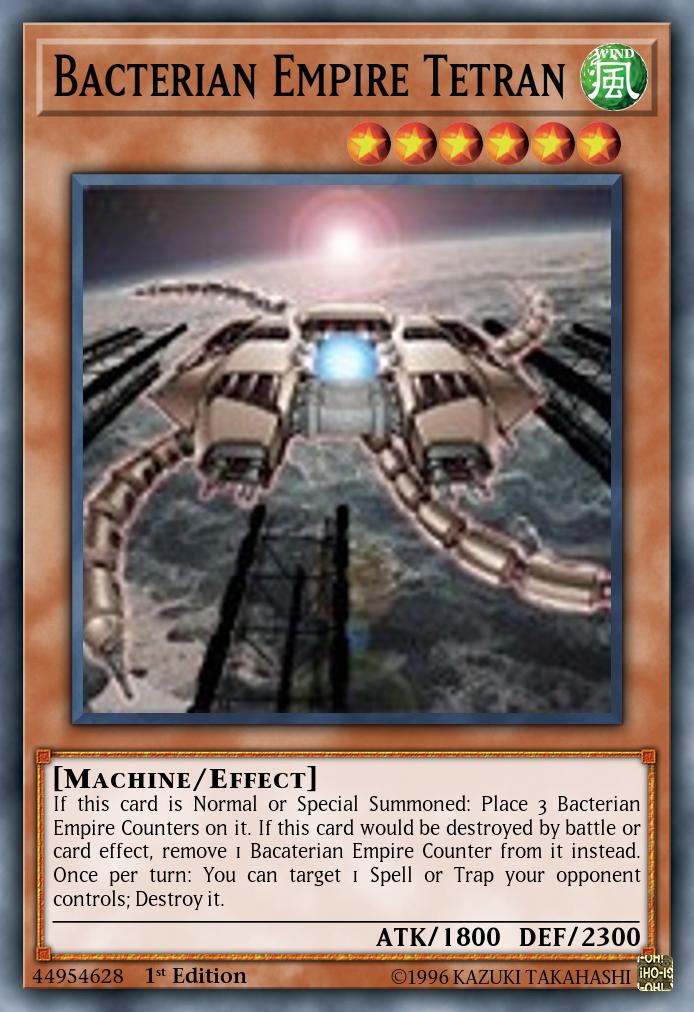 BACTERIAN EMPIRE TETRAN
WIND
風
[MACHINE/EFFECT]
If this card is Normal or Special Summoned: Place 3 Bacterian
Empire Counters on it. If this card would be destroyed by battle or
card effect, remove 1 Bacaterian Empire Counter from it instead.
Once per turn: You can target 1 Spell or Trap your opponent
controls; Destroy it.
ATK/1800 DEF/2300
44954628 1st Edition ©1996 KAZUKI TAKAHASHI